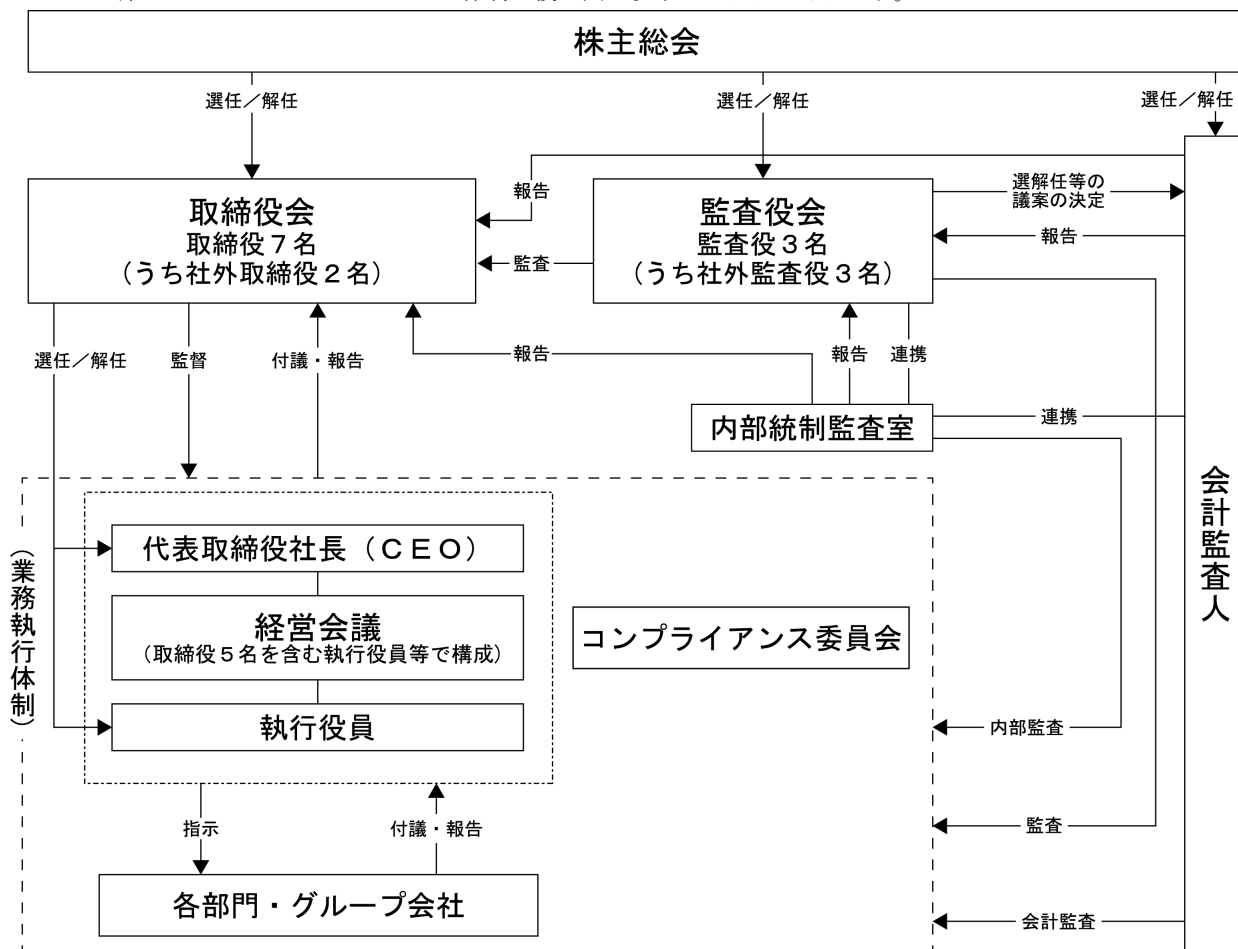 株主総会
選任／解任
選任／解任
選任／解任
取締役会
取締役７名
（うち社外取締役２名）
報告
監査
監査役会
監査役３名
（うち社外監査役３名）
選解任等の
議案の決定
報告
選任／解任
監督
付議・報告
報告
報告
連携
内部統制監査室
連携
会計監査人
（業務執行体制）
代表取締役社長（ＣＥＯ）
経営会議
（取締役５名を含む執行役員等で構成）
執行役員
コンプライアンス委員会
内部監査
指示
付議・報告
監査
各部門・グループ会社
会計監査